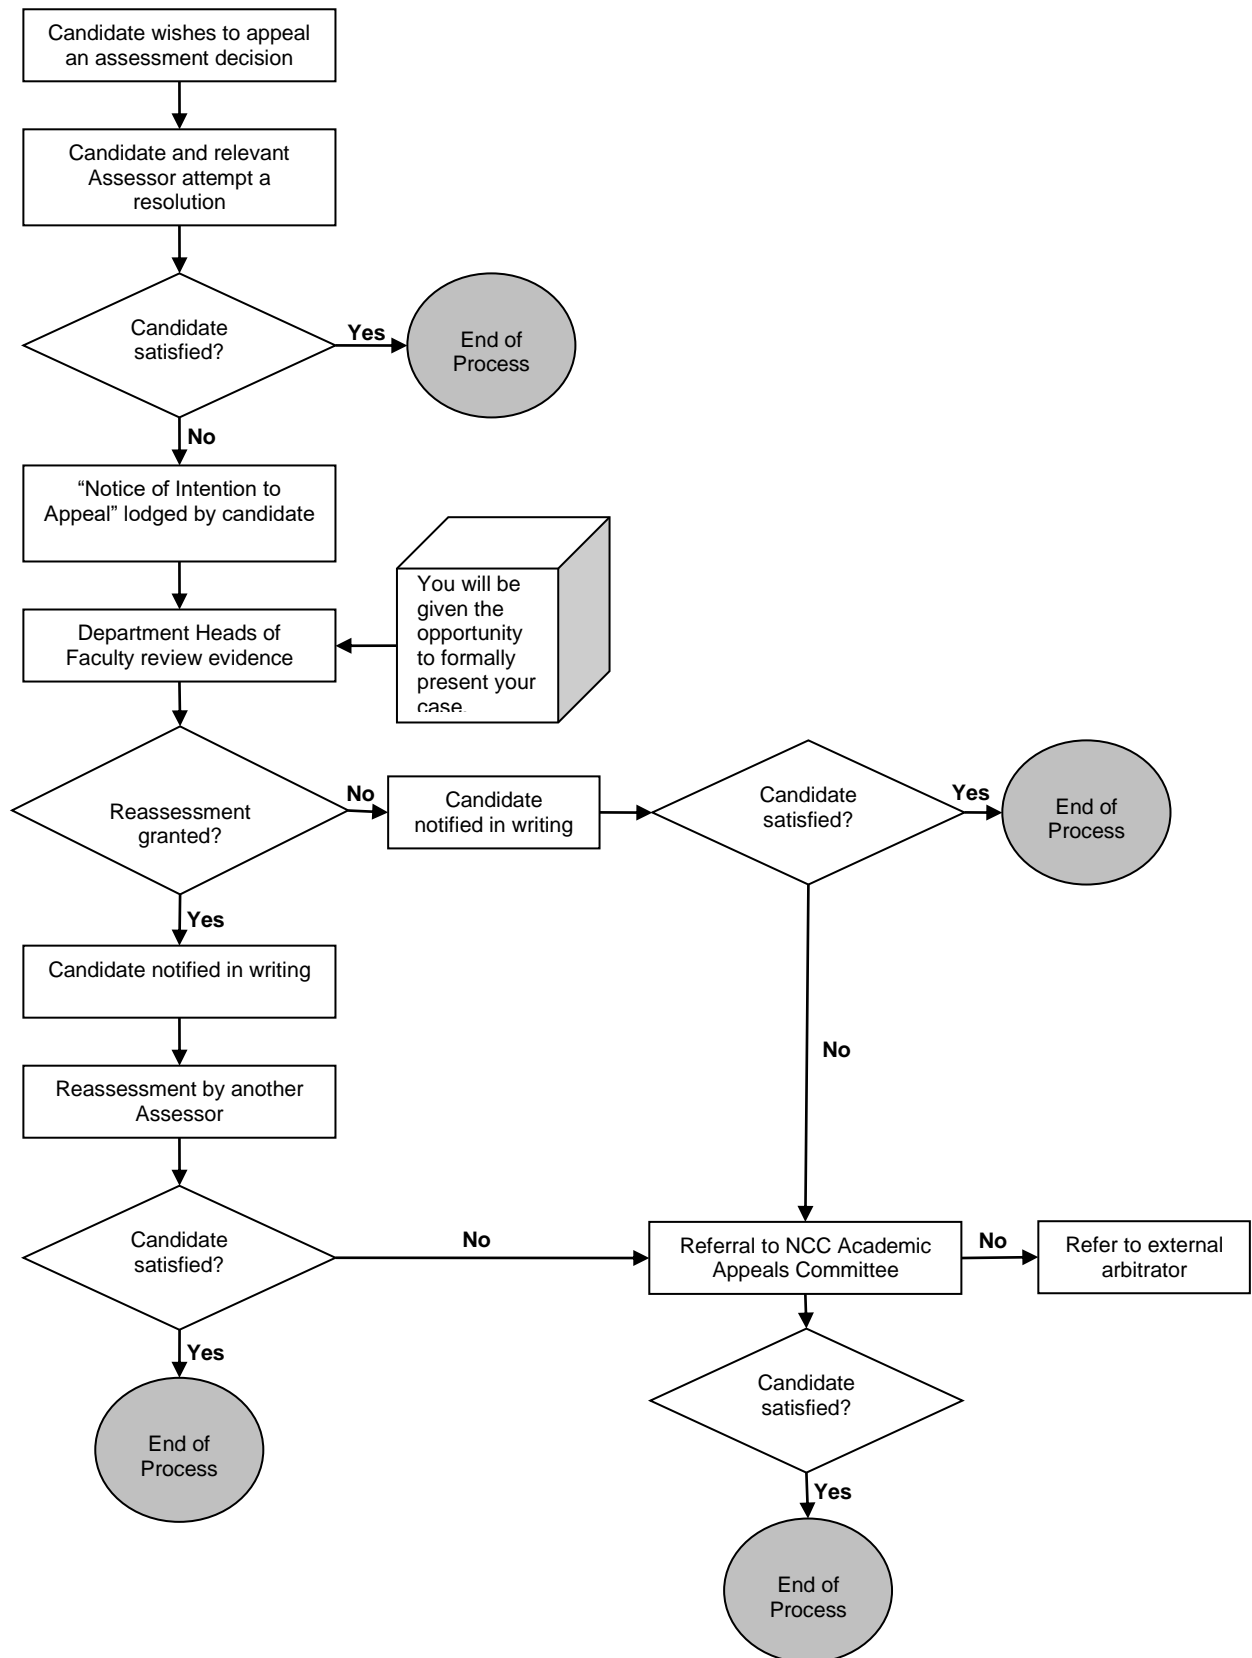 Candidate wishes to appeal
an assessment decision
Candidate and relevant
Assessor attempt a
resolution
Candidate
satisfied?
Yes
End of
Process
No
“Notice of Intention to
Appeal” lodged by candidate
You will be
given the
opportunity
to formally
present your
case.
Department Heads of
Faculty review evidence
Reassessment
granted?
No
Candidate
notified in writing
Candidate
satisfied?
Yes
End of
Process
Yes
Candidate notified in writing
No
Reassessment by another
Assessor
Candidate
satisfied?
No
Referral to NCC Academic
Appeals Committee
No
Refer to external
arbitrator
Yes
End of
Process
Candidate
satisfied?
Yes
End of
Process